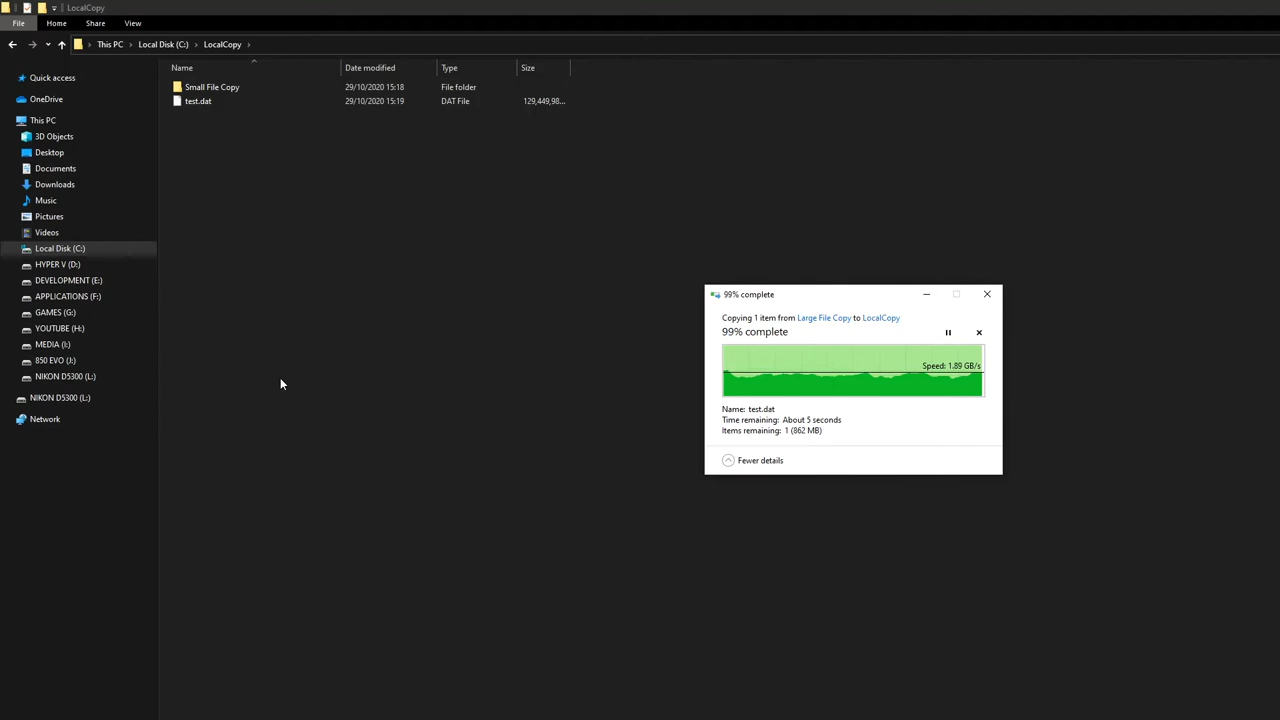 LocalCopy
File Home Share View
This PC Local Disk (C:) LocalCopy
Name Date modified Type Size
Small File Copy 29/10/2020 15:18 File folder
test.dat 29/10/2020 15:19 DAT File 129,449,98...
Quick access
OneDrive
This PC
3D Objects
Desktop
Documents
Downloads
Music
Pictures
Videos
Local Disk (C:)
HYPER V (D:)
DEVELOPMENT (E:)
APPLICATIONS (F:)
GAMES (G:)
YOUTUBE (H:)
MEDIA (I:)
850 EVO (J:)
NIKON D5300 (L:)
NIKON D5300 (L:)
Network
99% complete
Copying 1 item from Large File Copy to LocalCopy
99% complete
Speed: 1.89 GB/s
Name: test.dat
Time remaining: About 5 seconds
Items remaining: 1 (862 MB)
Fewer details